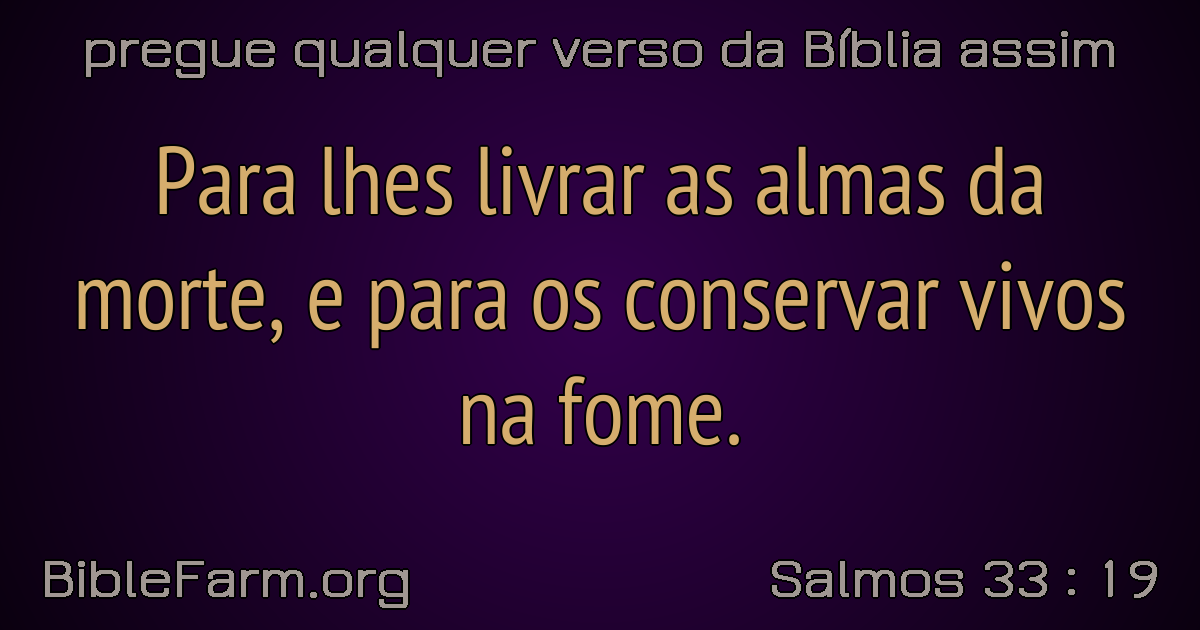 pregue qualquer verso da Bíblia assim
Para lhes livrar as almas da
morte, e para os conservar vivos
na fome.
BibleFarm.org
Salmos 33 : 19